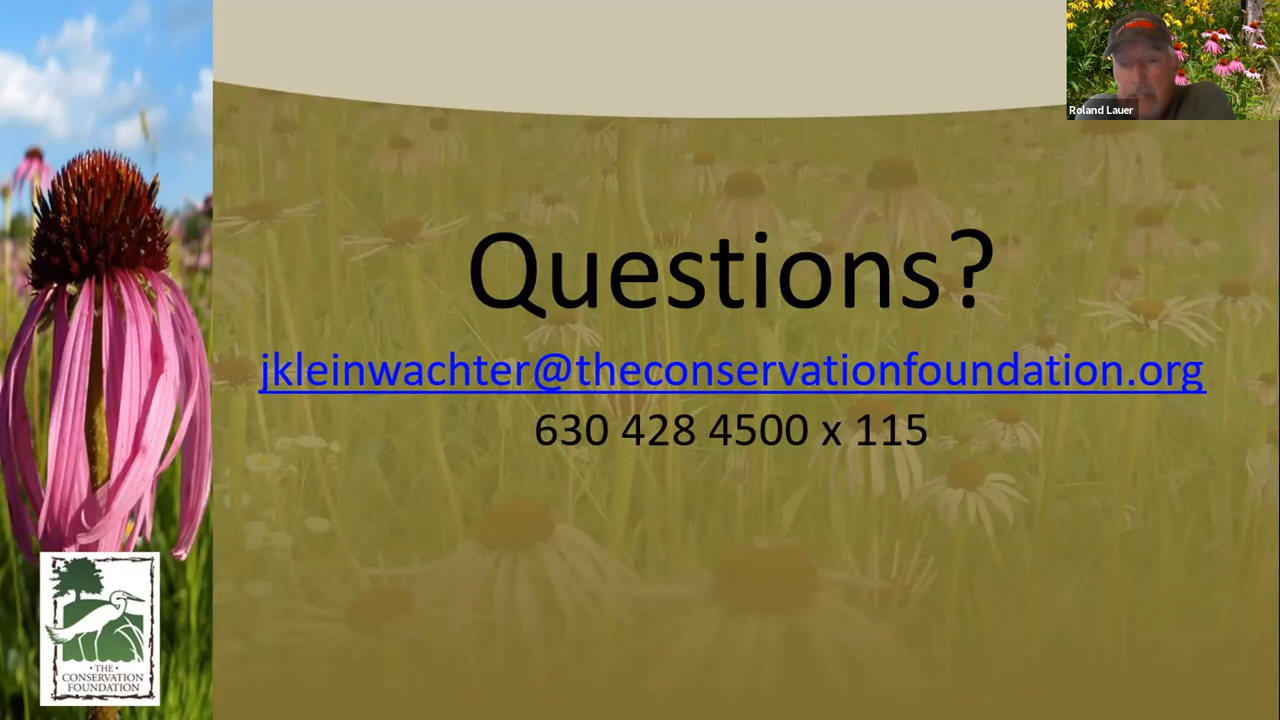 Roland Lauer
Questions?
jkleinwachter@theconservationfoundation.org
630 428 4500 x 115
• THE •
CONSERVATION
FOUNDATION